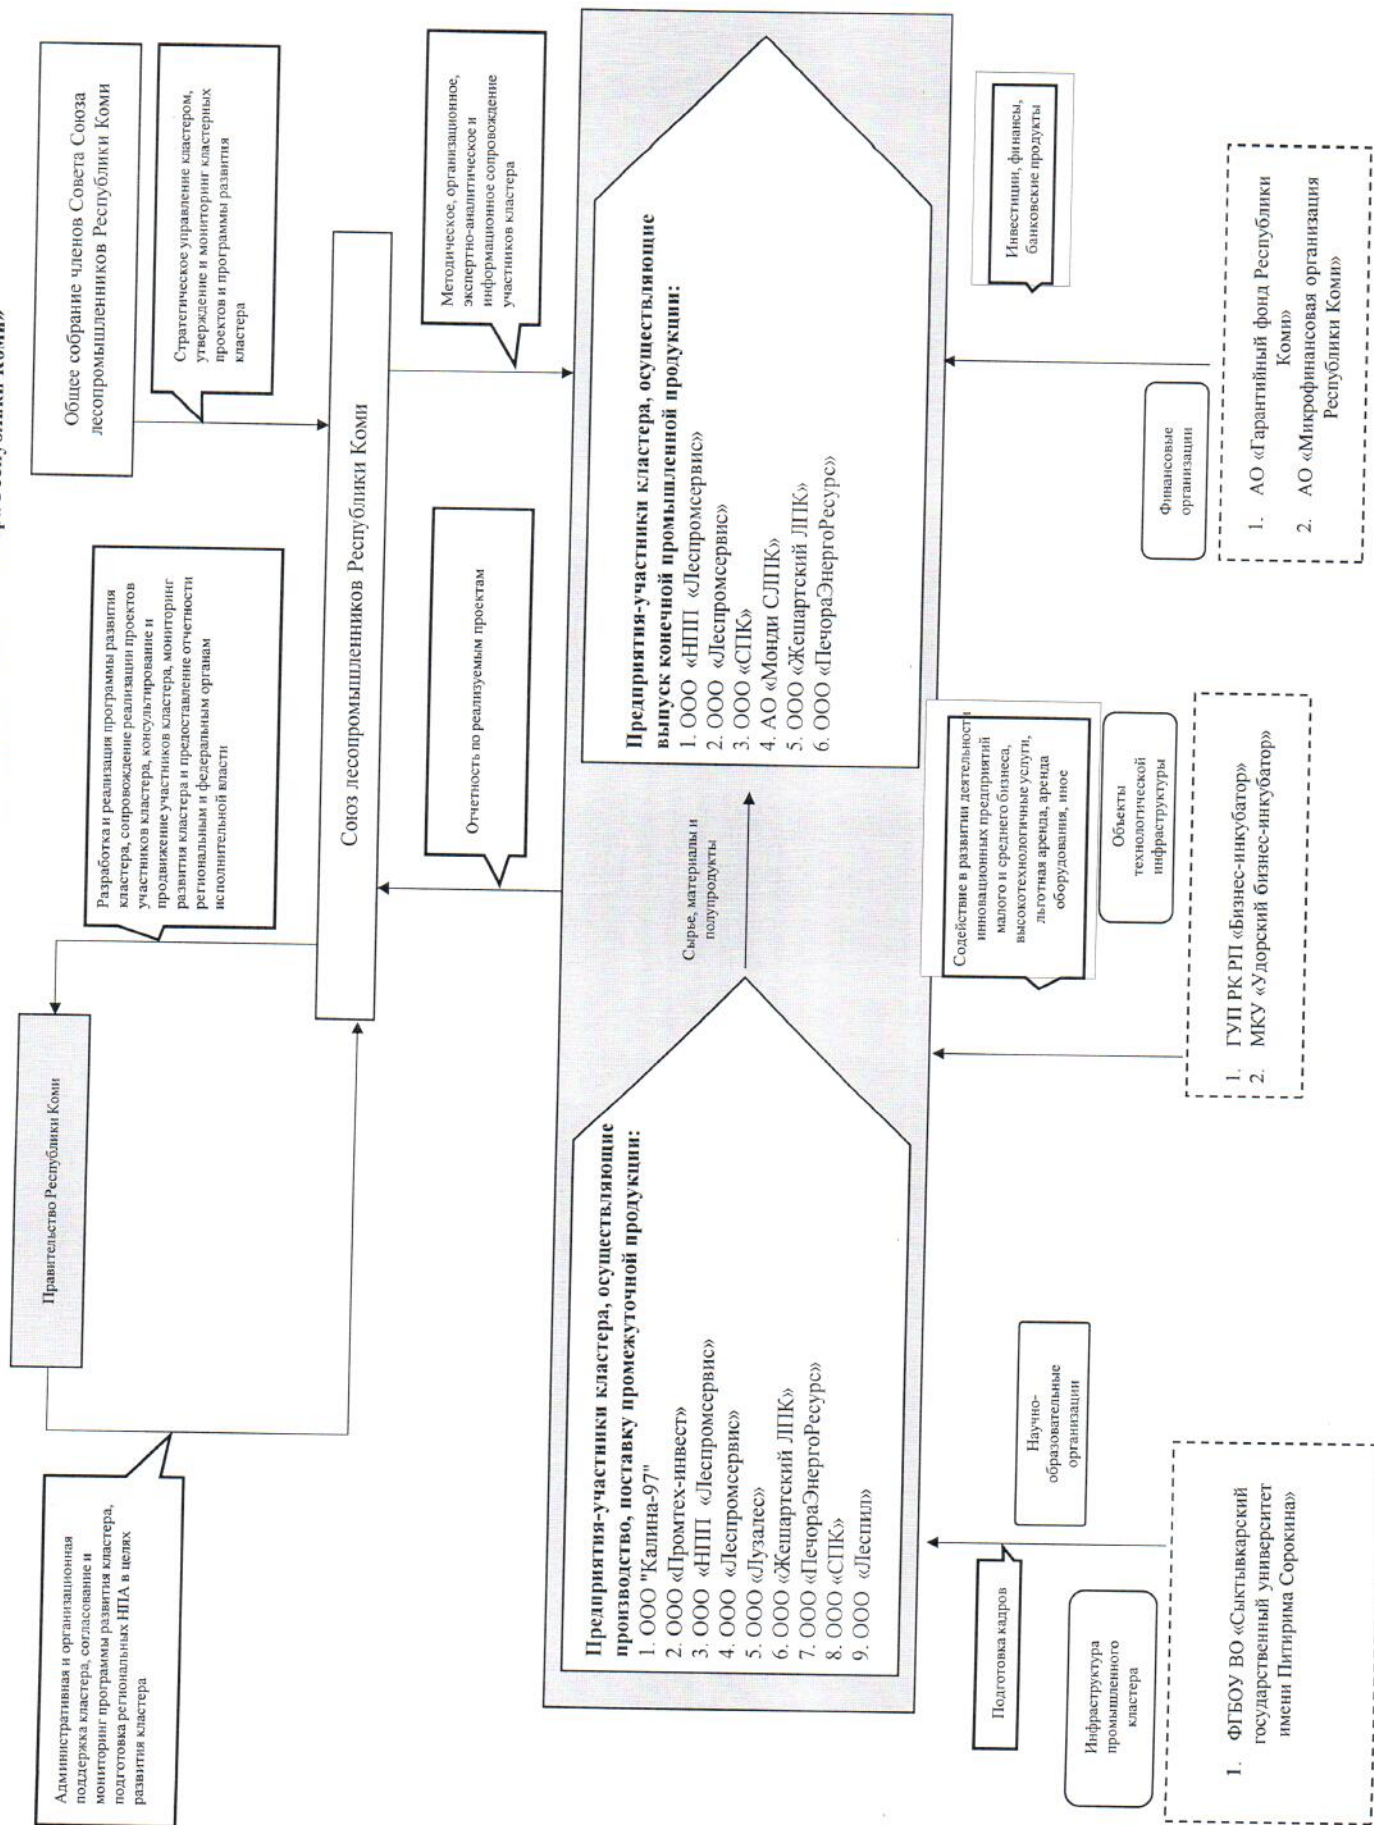 Республики Коми»
Правительство Республики Коми
Общее собрание членов Совета Союза
лесопромышленников Республики Коми
Административная и организационная
поддержка кластера, согласование и
мониторинг программы развития кластера,
подготовка региональных НПА в целях
развития кластера
Разработка и реализация программы развития
кластера, сопровождение реализации проектов
участников кластера, консультирование и
продвижение участников кластера, мониторинг
развития кластера и предоставление отчетности
региональным и федеральным органам
исполнительной власти
Стратегическое управление кластером,
утверждение и мониторинг кластерных
проектов и программы развития
кластера
Союз лесопромышленников Республики Коми
Отчетность по реализуемым проектам
Методическое, организационное,
экспертно-аналитическое и
информационное сопровождение
участников кластера
Предприятия-участники кластера, осуществляющие
производство, поставку промежуточной продукции:
1. ООО "Калина-97"
2. ООО «Промтех-инвест»
3. ООО «НПП «Леспромсервис»
4. ООО «Леспромсервис»
5. ООО «Лузалес»
6. ООО «Жешартский ЛПК»
7. ООО «ПечораЭнергоРесурс»
8. ООО «СПК»
9. ООО «Леспил»
Сырье, материалы и
полупродукты
Предприятия-участники кластера, осуществляющие
выпуск конечной промышленной продукции:
1. ООО «НПП «Леспромсервис»
2. ООО «Леспромсервис»
3. ООО «СПК»
4. АО «Монди СЛПК»
5. ООО «Жешартский ЛПК»
6. ООО «ПечораЭнергоРесурс»
Подготовка кадров
Научно-
образовательные
организации
Инфраструктура
промышленного
кластера
1. ФГБОУ ВО «Сыктывкарский
государственный университет
имени Питирима Сорокина»
Содействие в развитии деятельности
инновационных предприятий
малого и среднего бизнеса,
высокотехнологичные услуги,
льготная аренда, аренда
оборудования, иное
Объекты
технологической
инфраструктуры
1. ГУП РК РП «Бизнес-инкубатор»
2. МКУ «Удорский бизнес-инкубатор»
Инвестиции, финансы,
банковские продукты
Финансовые
организации
1. АО «Гарантийный фонд Республики
Коми»
2. АО «Микрофинансовая организация
Республики Коми»